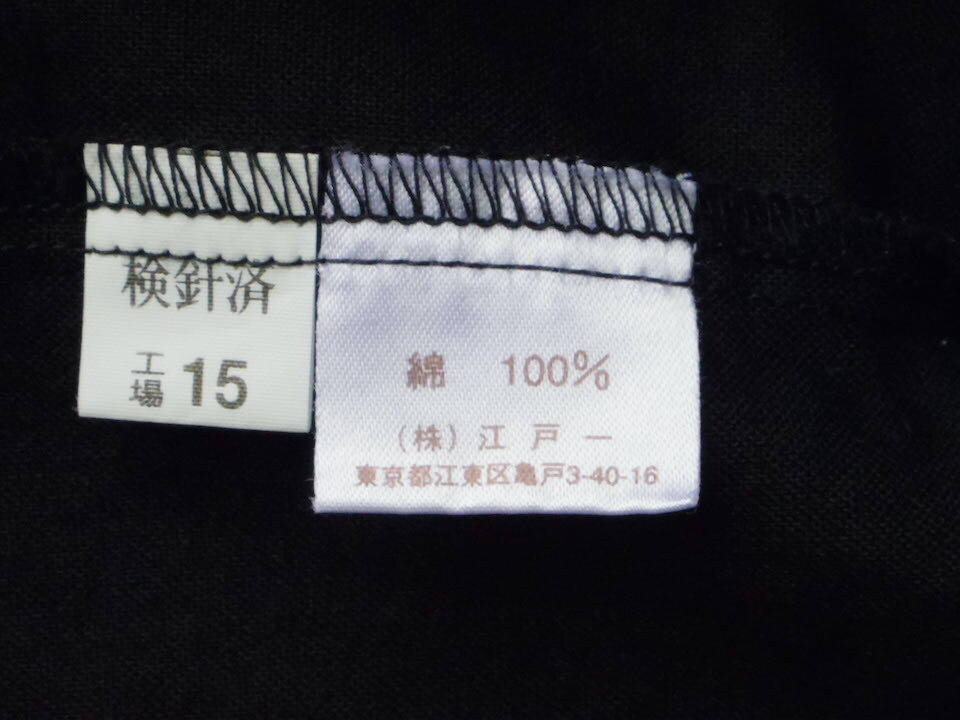 検針済
工場 15
綿 100%
(株) 江戸一
東京都江東区亀戸3-40-16